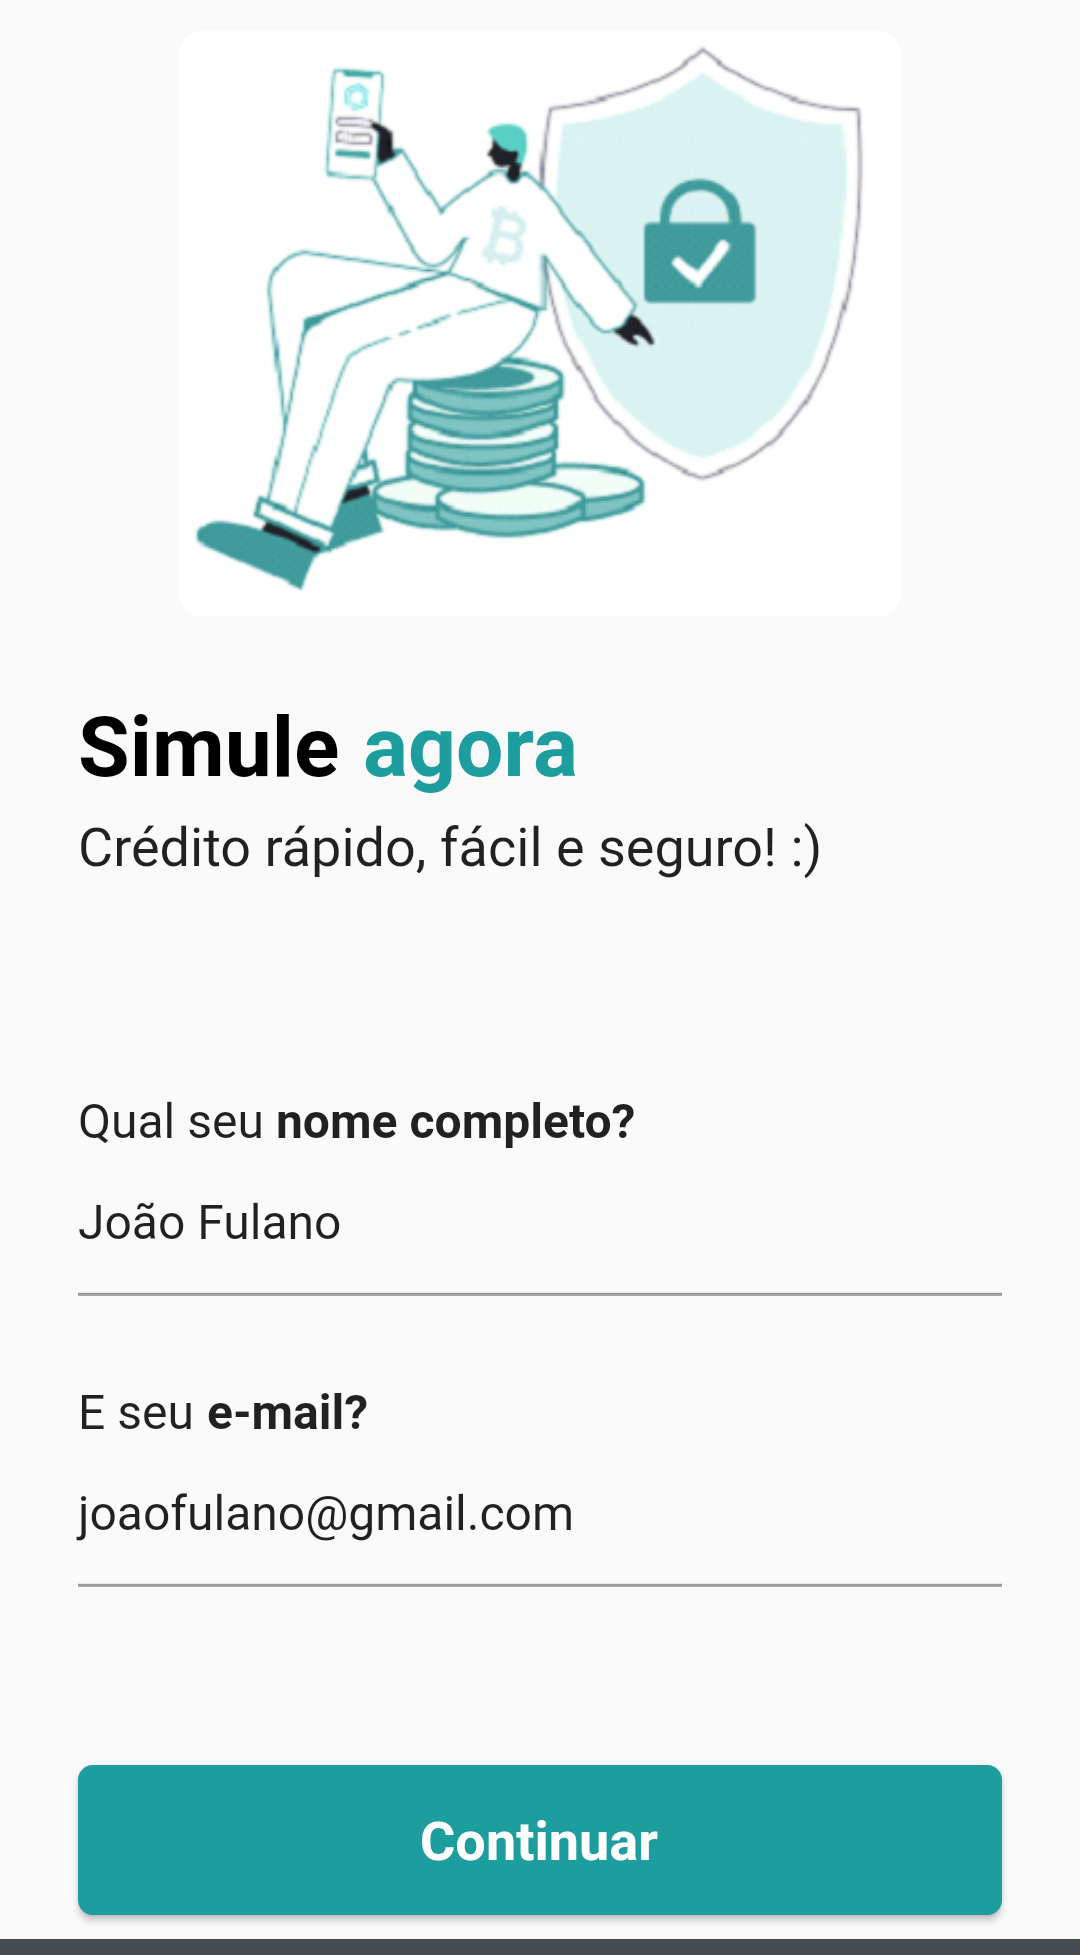 Simule agora
Crédito rápido, fácil e seguro! :)
Qual seu nome completo?
João Fulano
E seu e-mail?
joaofulano@gmail.com
Continuar